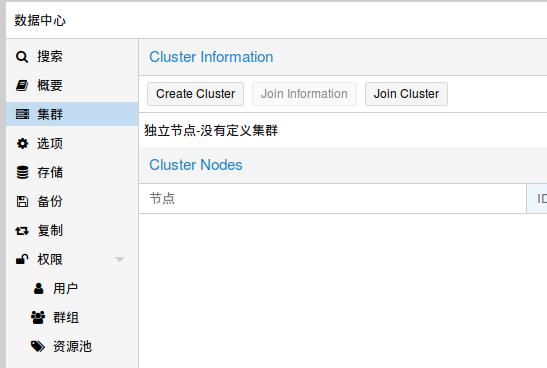 数据中心
搜索
概要
集群
选项
存储
备份
复制
权限
用户
群组
资源池
Cluster Information
Create Cluster Join Information Join Cluster
独立节点-没有定义集群
Cluster Nodes
节点 ID